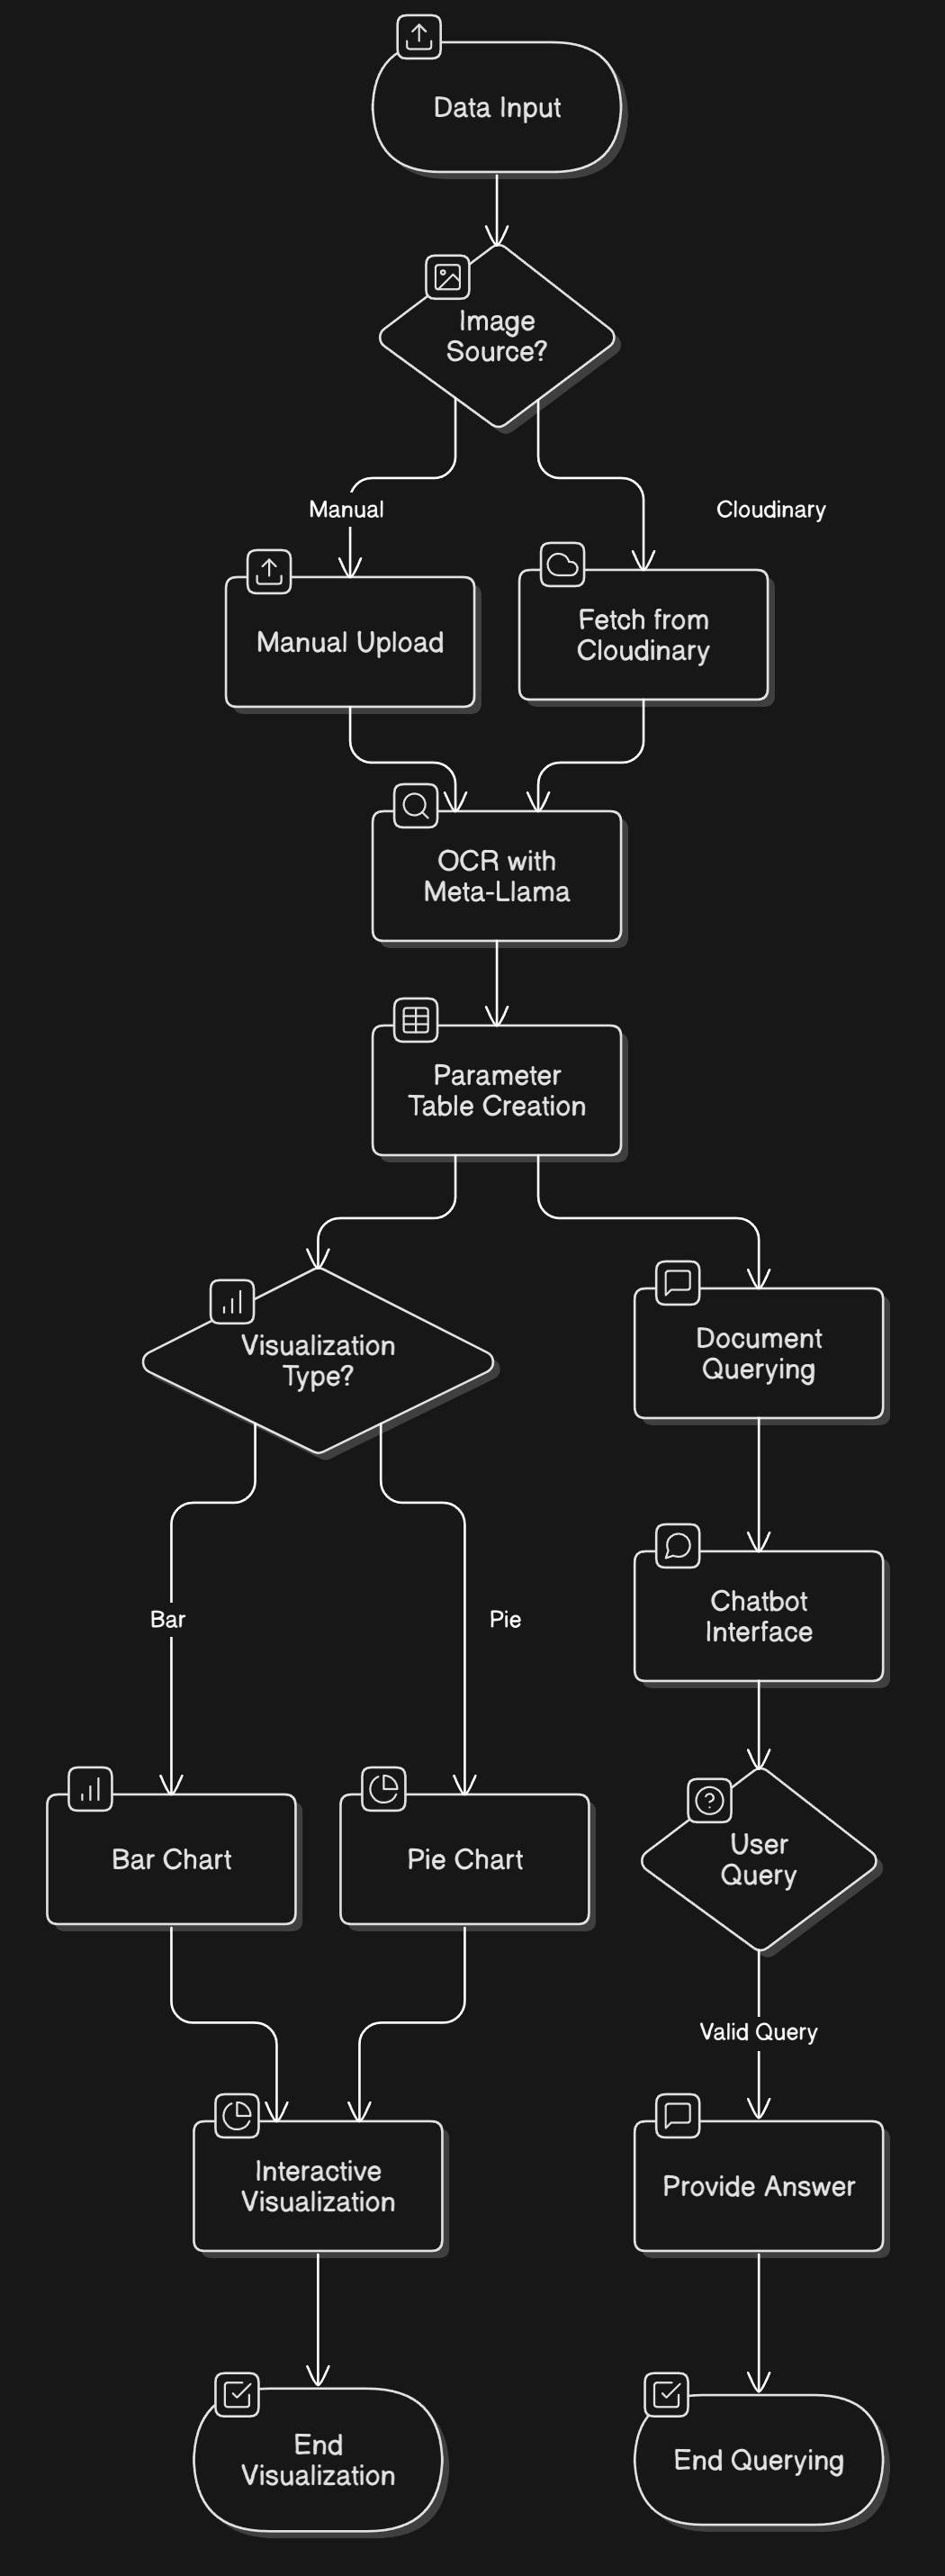 Data Input
Image
Source?
Manual
Cloudinary
Manual Upload
Fetch from
Cloudinary
OCR with
Meta-Llama
Parameter
Table Creation
Visualization
Type?
Document
Querying
Chatbot
Interface
Bar
Pie
Bar Chart
Pie Chart
User
Query
Valid Query
Interactive
Visualization
Provide Answer
End
Visualization
End Querying